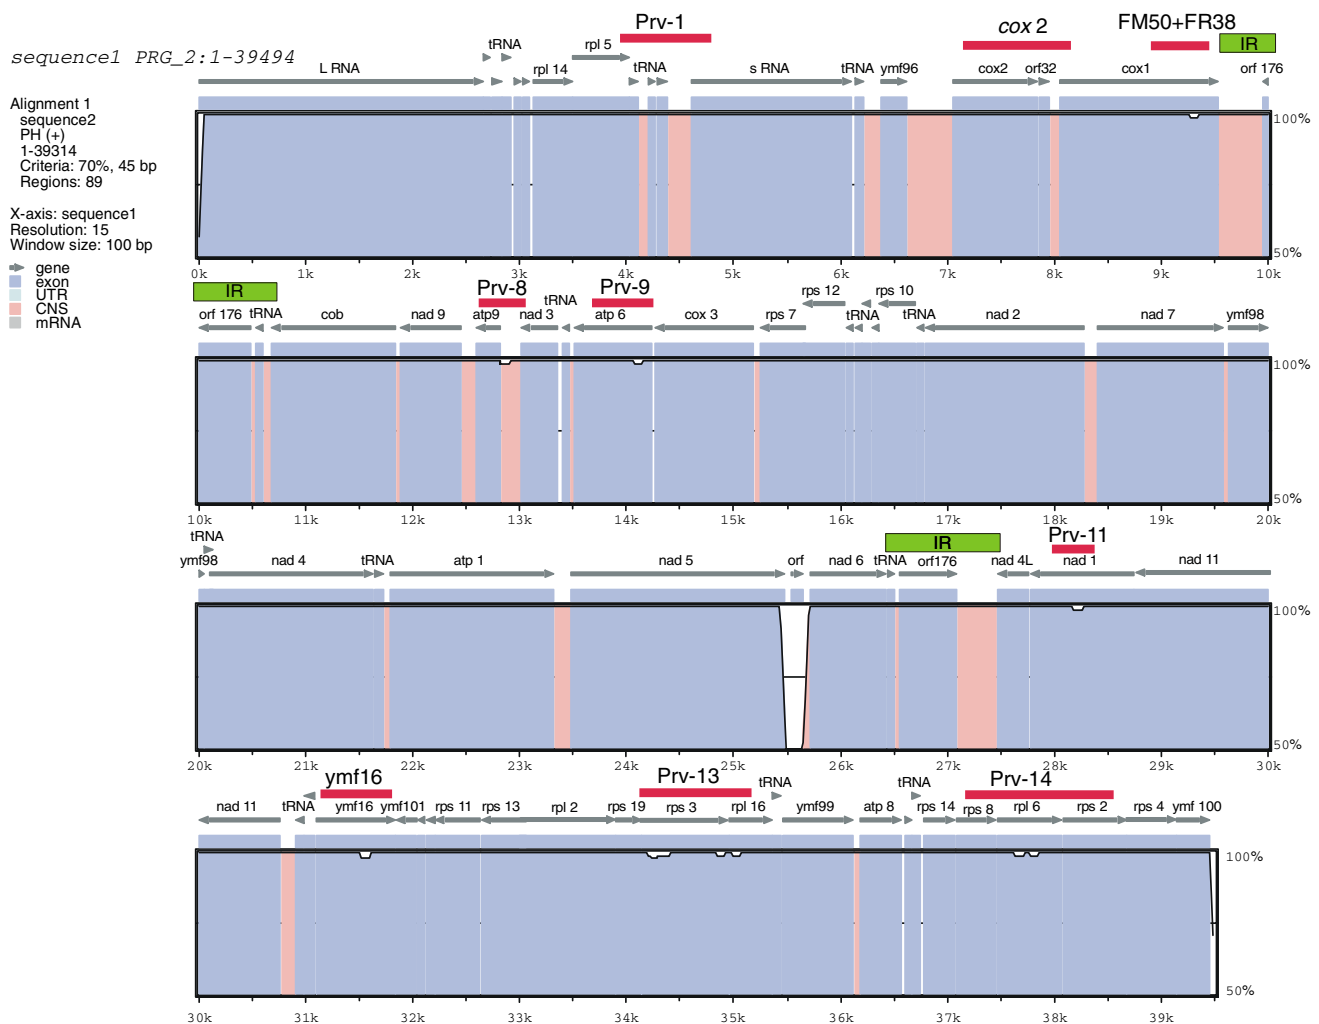 sequence1 PRG_2:1-39494
Prv-1 cox 2 FM50+FR38
tRNA rpl 5 IR
L RNA rpl 14 tRNA s RNA tRNA ymf96 cox2 orf32 cox1 orf 176
Alignment 1
sequence2
PH (+)
1-39314
Criteria: 70%, 45 bp
Regions: 89
X-axis: sequence1
Resolution: 15
Window size: 100 bp
gene
exon
UTR
CNS
mRNA
100%
50%
0k 1k 2k 3k 4k 5k 6k 7k 8k 9k 10k
IR Prv-8 Prv-9 rps 12 rps 10
tRNA
orf 176 tRNA cob nad 9 atp9 nad 3 atp 6 cox 3 rps 7 tRNA tRNA nad 2 nad 7 ymf98
100%
50%
10k 11k 12k 13k 14k 15k 16k 17k 18k 19k 20k
tRNA IR Prv-11
ymf98 nad 4 tRNA atp 1 nad 5 orf nad 6 tRNA orf176 nad 4L nad 1 nad 11
100%
50%
20k 21k 22k 23k 24k 25k 26k 27k 28k 29k 30k
ymf16 Prv-13 tRNA tRNA Prv-14
nad 11 tRNA ymf16 ymf101 rps 11 rps 13 rpl 2 rps 19 rps 3 rpl 16 ymf99 atp 8 rps 14 rps 8 rpl 6 rps 2 rps 4 ymf 100
100%
50%
30k 31k 32k 33k 34k 35k 36k 37k 38k 39k